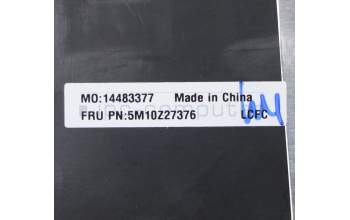 MO:14483377 Made in China
FRU PN:5M10Z27376 LCFC